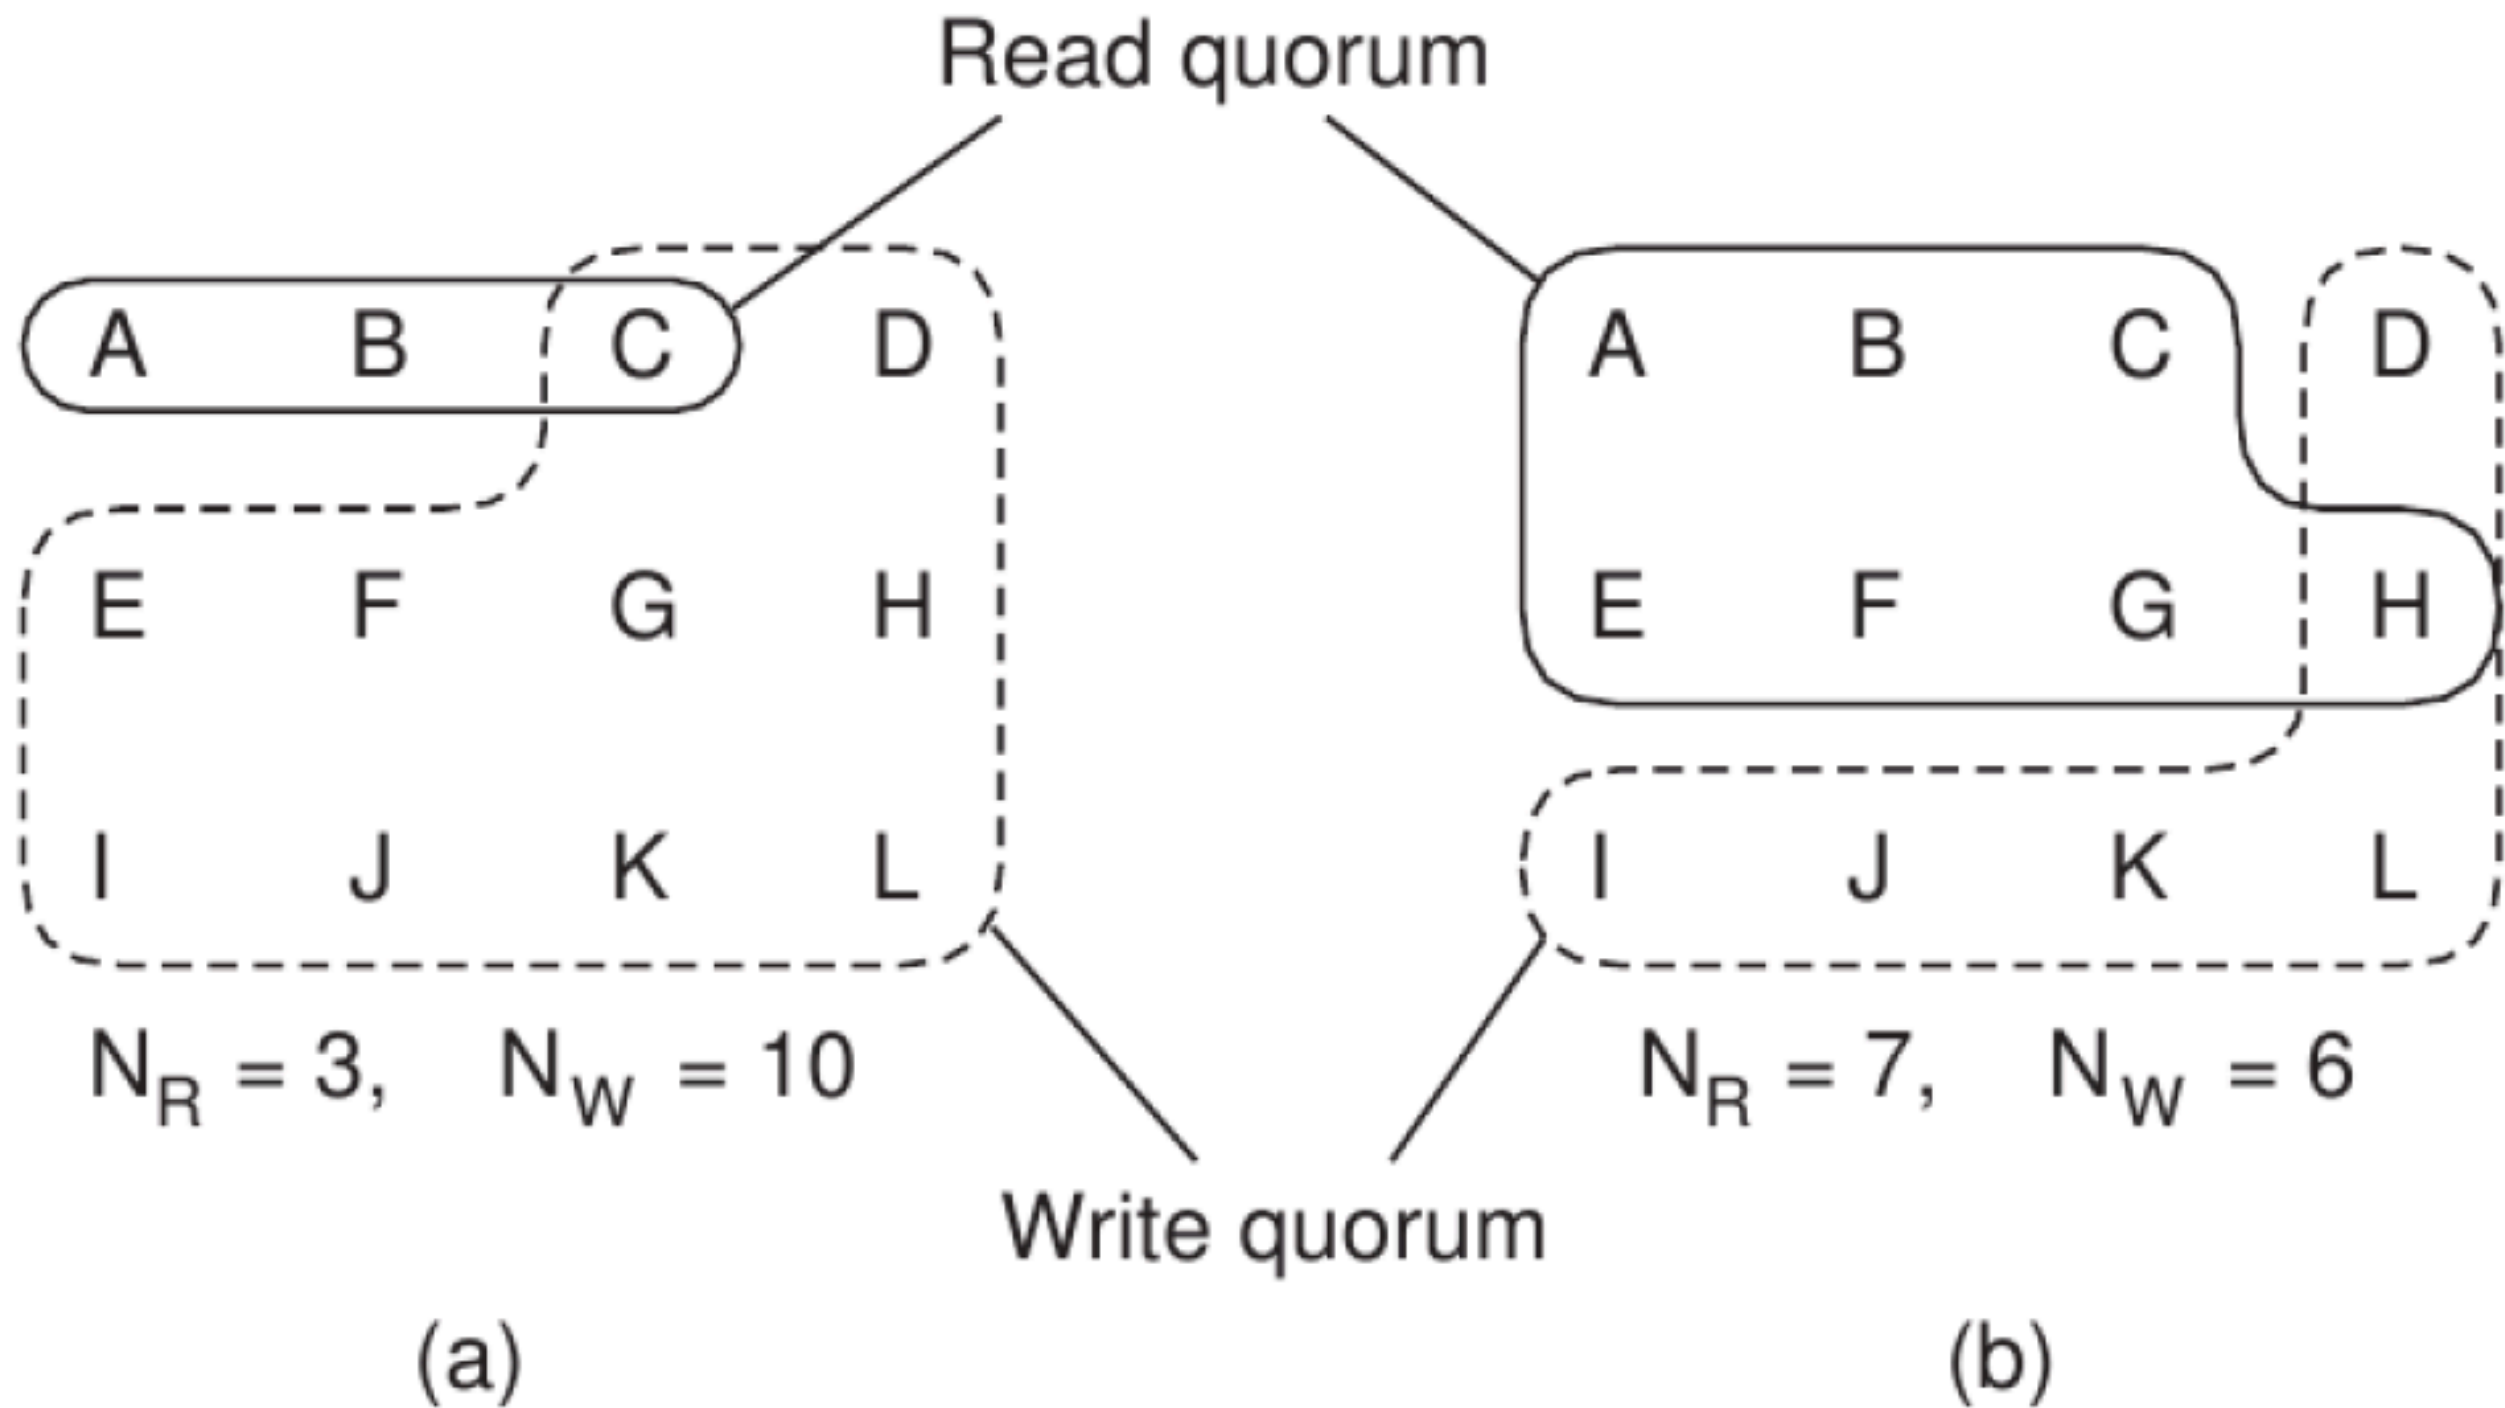 Read quorum
A B C D A B C D
E F G H E F G H
I J K L I J K L
N_R = 3, N_W = 10 N_R = 7, N_W = 6
Write quorum
(a) (b)